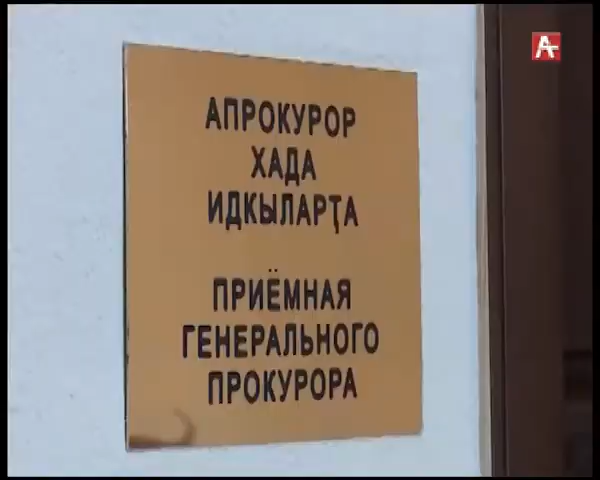 АПРОКУРОР
ХАДА
ИДКЫЛАРҬА
ПРИЁМНАЯ
ГЕНЕРАЛЬНОГО
ПРОКУРОРА